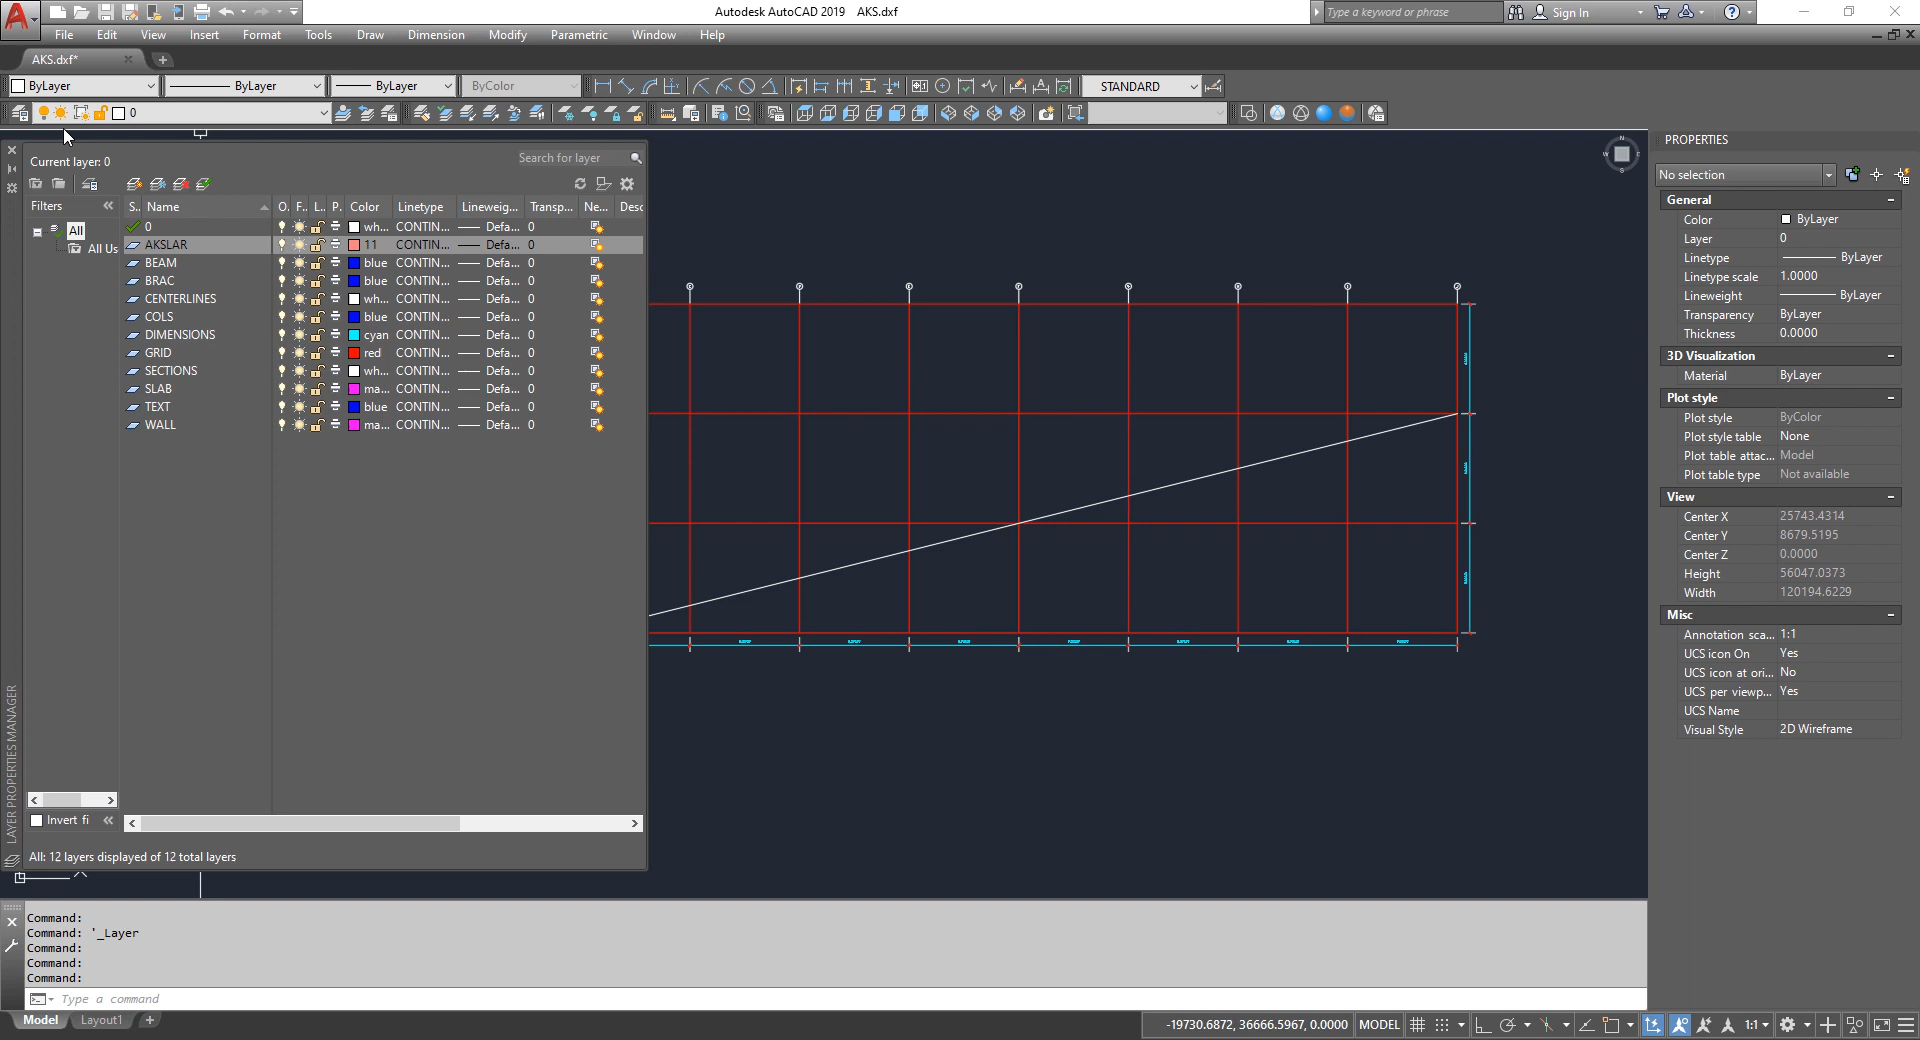 Autodesk AutoCAD 2019 AKS.dxf
Type a keyword or phrase
Sign In
File Edit View Insert Format Tools Draw Dimension Modify Parametric Window Help
AKS.dxf*
ByLayer ByLayer ByLayer ByColor STANDARD
0
Current layer: 0
Search for layer
Filters
S.. Name O. F.. L.. P. Color Linetype Lineweig... Transp... Ne... Desc
All
All Us
0 wh... CONTIN... Defa... 0
AKSLAR 11 CONTIN... Defa... 0
BEAM blue CONTIN... Defa... 0
BRAC blue CONTIN... Defa... 0
CENTERLINES wh... CONTIN... Defa... 0
COLS blue CONTIN... Defa... 0
DIMENSIONS cyan CONTIN... Defa... 0
GRID red CONTIN... Defa... 0
SECTIONS wh... CONTIN... Defa... 0
SLAB ma... CONTIN... Defa... 0
TEXT blue CONTIN... Defa... 0
WALL ma... CONTIN... Defa... 0
Invert fi
All: 12 layers displayed of 12 total layers
LAYER PROPERTIES MANAGER
PROPERTIES
No selection
General
Color ByLayer
Layer 0
Linetype ByLayer
Linetype scale 1.0000
Lineweight ByLayer
Transparency ByLayer
Thickness 0.0000
3D Visualization
Material ByLayer
Plot style
Plot style ByColor
Plot style table None
Plot table attac... Model
Plot table type Not available
View
Center X 25743.4314
Center Y 8679.5195
Center Z 0.0000
Height 56047.0373
Width 120194.6229
Misc
Annotation sca... 1:1
UCS icon On Yes
UCS icon at ori... No
UCS per viewp... Yes
UCS Name
Visual Style 2D Wireframe
Command:
Command: '_Layer
Command:
Command:
Command:
Type a command
Model Layout1
-19730.6872, 36666.5967, 0.0000 MODEL 1:1